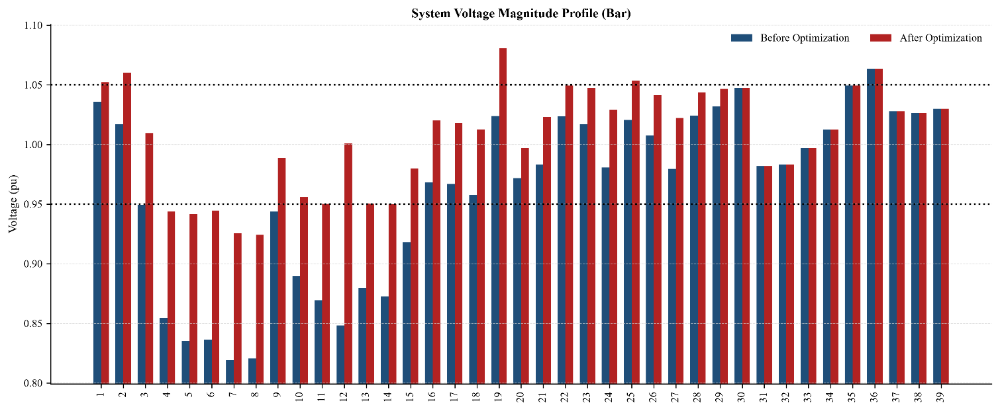 System Voltage Magnitude Profile (Bar)
Before Optimization
After Optimization
Voltage (pu)
1.10
1.05
1.00
0.95
0.90
0.85
0.80
1 2 3 4 5 6 7 8 9 10 11 12 13 14 15 16 17 18 19 20 21 22 23 24 25 26 27 28 29 30 31 32 33 34 35 36 37 38 39